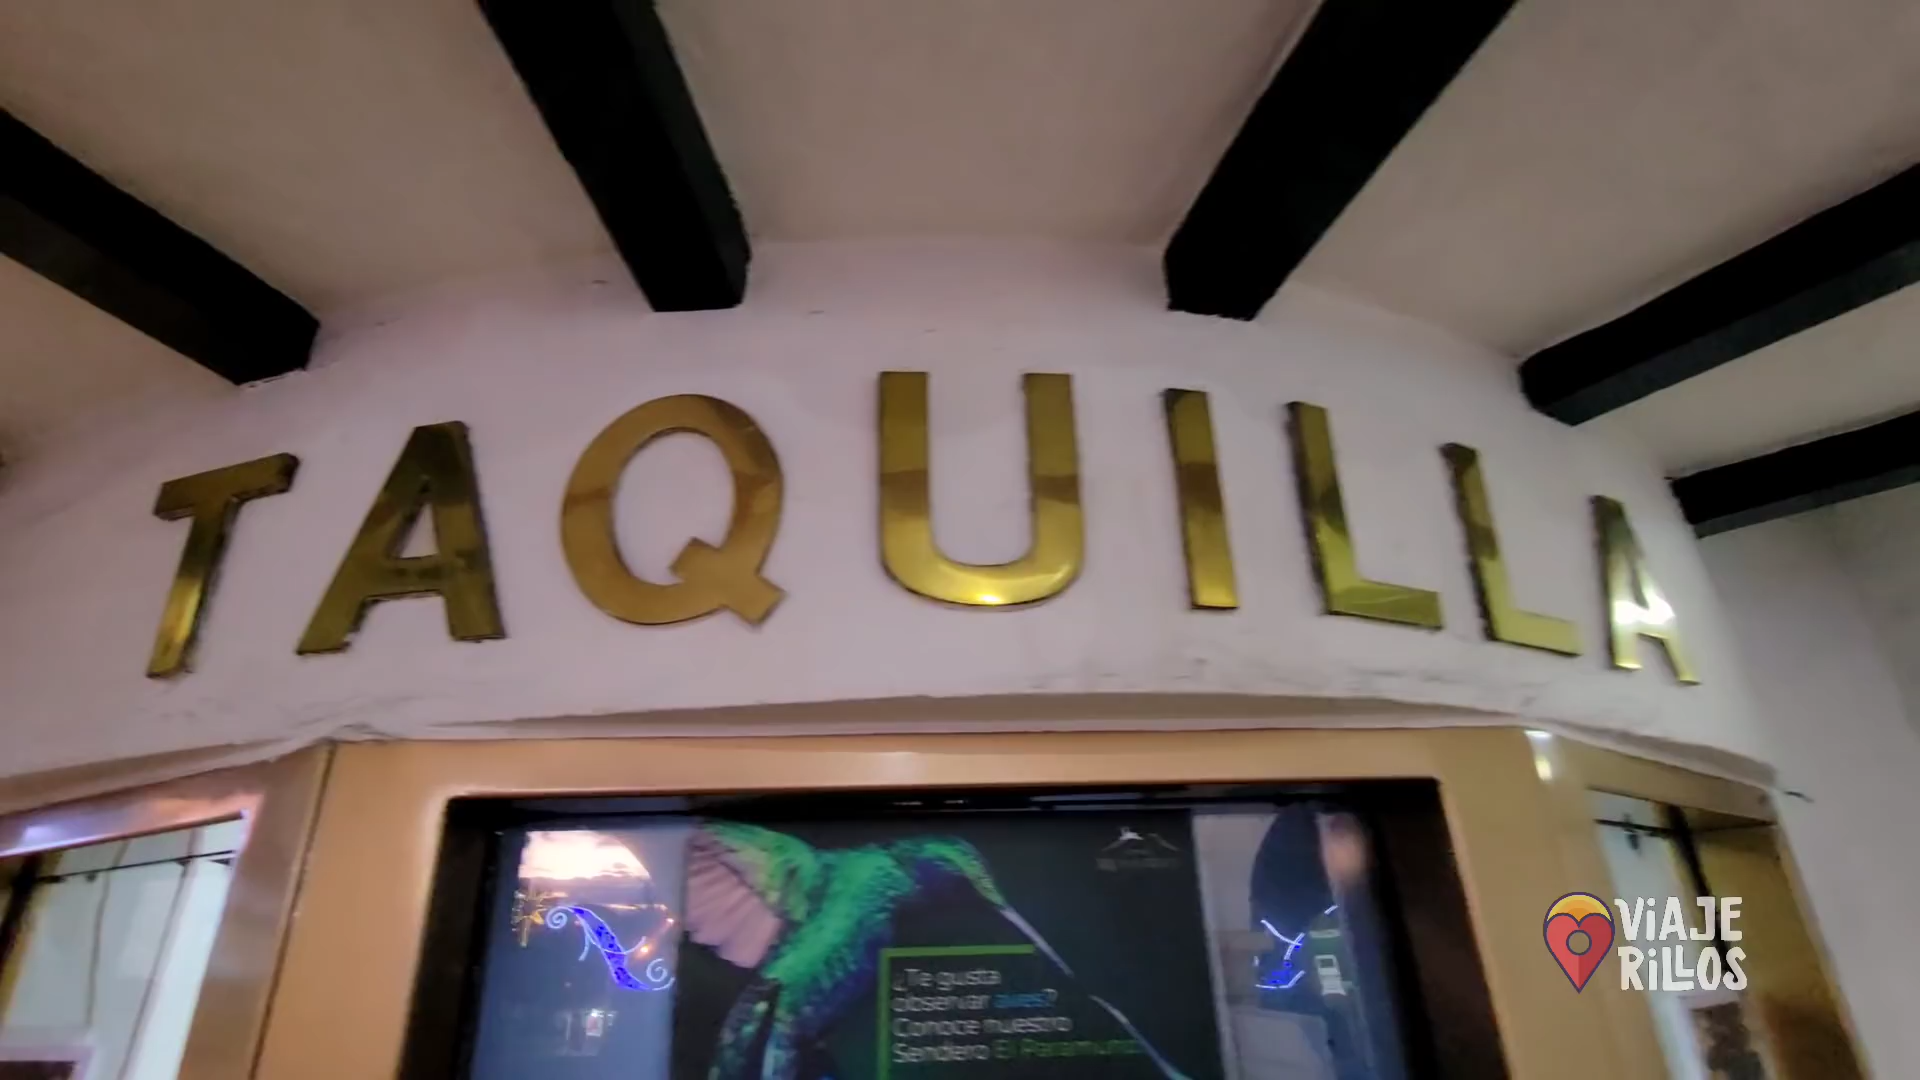 TAQUILLA
¿Te gusta
observar aves?
Conoce nuestro
Sendero El Paramuno
VIAJE
RILLOS